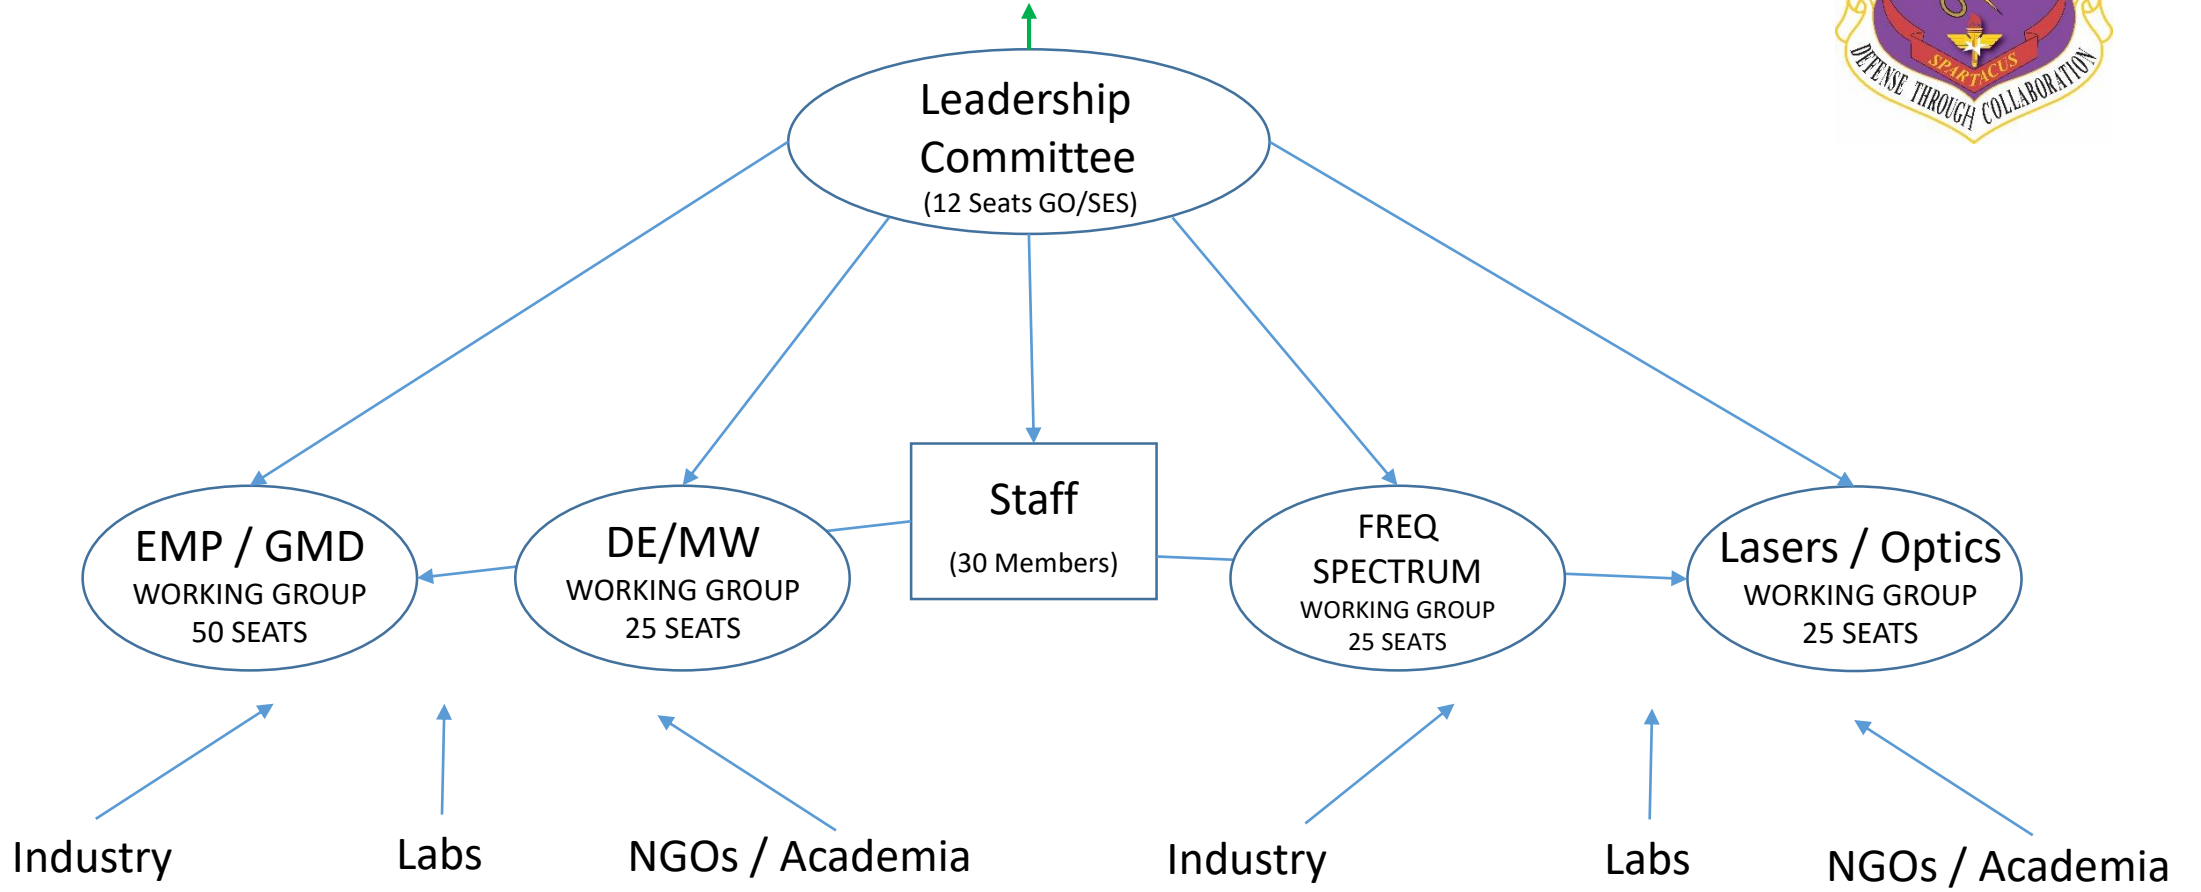 SPARTACUS
DEFENSE THROUGH COLLABORATION
Leadership
Committee
(12 Seats GO/SES)
Staff
(30 Members)
EMP / GMD
WORKING GROUP
50 SEATS
DE/MW
WORKING GROUP
25 SEATS
FREQ
SPECTRUM
WORKING GROUP
25 SEATS
Lasers / Optics
WORKING GROUP
25 SEATS
Industry
Labs
NGOs / Academia
Industry
Labs
NGOs / Academia